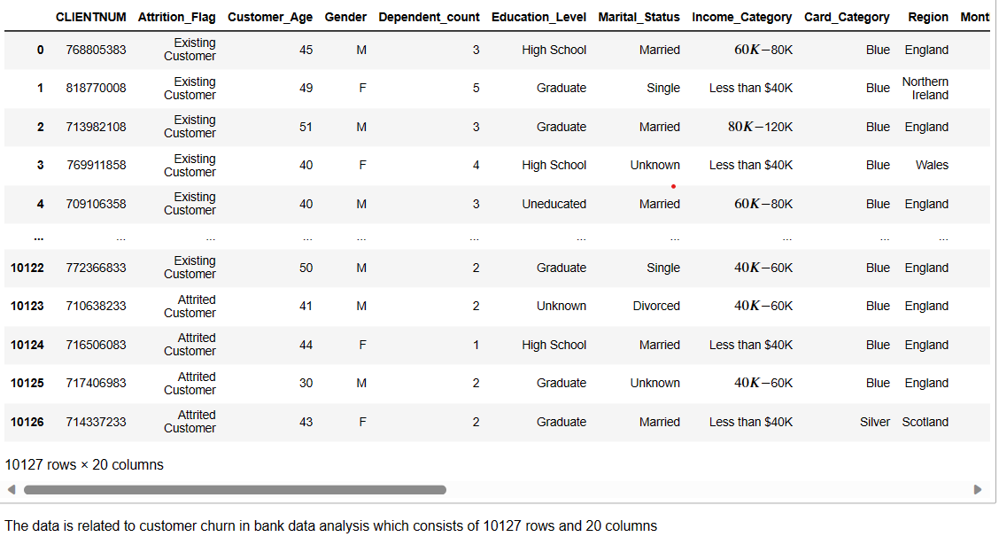 CLIENTNUM Attrition_Flag Customer_Age Gender Dependent_count Education_Level Marital_Status Income_Category Card_Category Region Mont
0 768805383 Existing Customer 45 M 3 High School Married 60K−80K Blue England
1 818770008 Existing Customer 49 F 5 Graduate Single Less than $40K Blue Northern Ireland
2 713982108 Existing Customer 51 M 3 Graduate Married 80K−120K Blue England
3 769911858 Existing Customer 40 F 4 High School Unknown Less than $40K Blue Wales
4 709106358 Existing Customer 40 M 3 Uneducated Married 60K−80K Blue England
... ... ... ... ... ... ... ... ... ... ...
10122 772366833 Existing Customer 50 M 2 Graduate Single 40K−60K Blue England
10123 710638233 Attrited Customer 41 M 2 Unknown Divorced 40K−60K Blue England
10124 716506083 Attrited Customer 44 F 1 High School Married Less than $40K Blue England
10125 717406983 Attrited Customer 30 M 2 Graduate Unknown 40K−60K Blue England
10126 714337233 Attrited Customer 43 F 2 Graduate Married Less than $40K Silver Scotland
10127 rows × 20 columns
The data is related to customer churn in bank data analysis which consists of 10127 rows and 20 columns